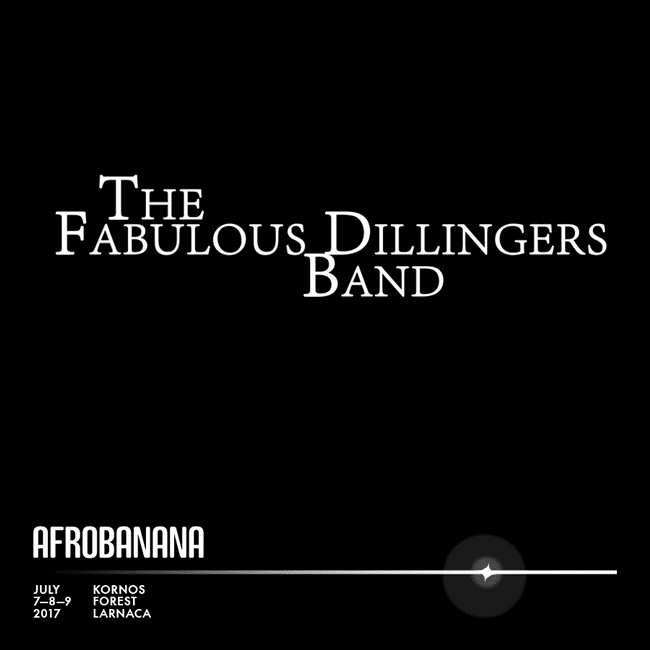 THE
FABULOUS DILLINGERS
BAND
AFROBANANA
JULY
7–8–9
2017
KORNOS
FOREST
LARNACA